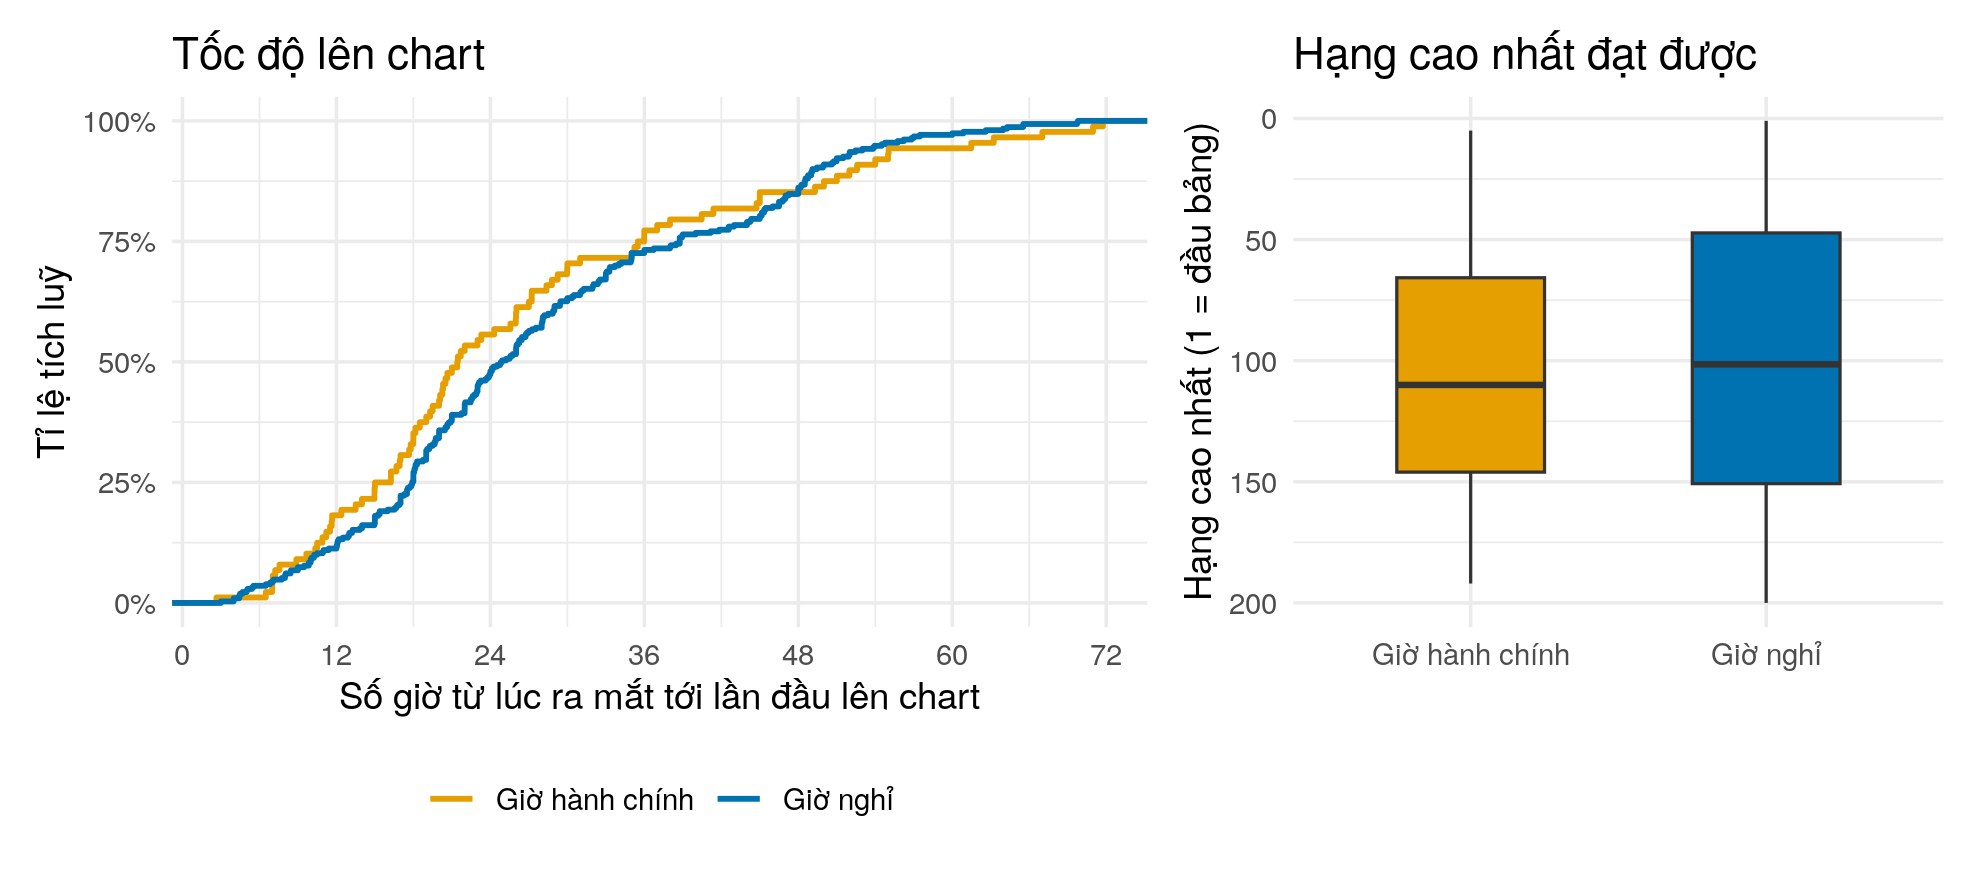 Tốc độ lên chart
Tỉ lệ tích luỹ
100%
75%
50%
25%
0%
0 12 24 36 48 60 72
Số giờ từ lúc ra mắt tới lần đầu lên chart
Giờ hành chính Giờ nghỉ
Hạng cao nhất đạt được
Hạng cao nhất (1 = đầu bảng)
0
50
100
150
200
Giờ hành chính Giờ nghỉ